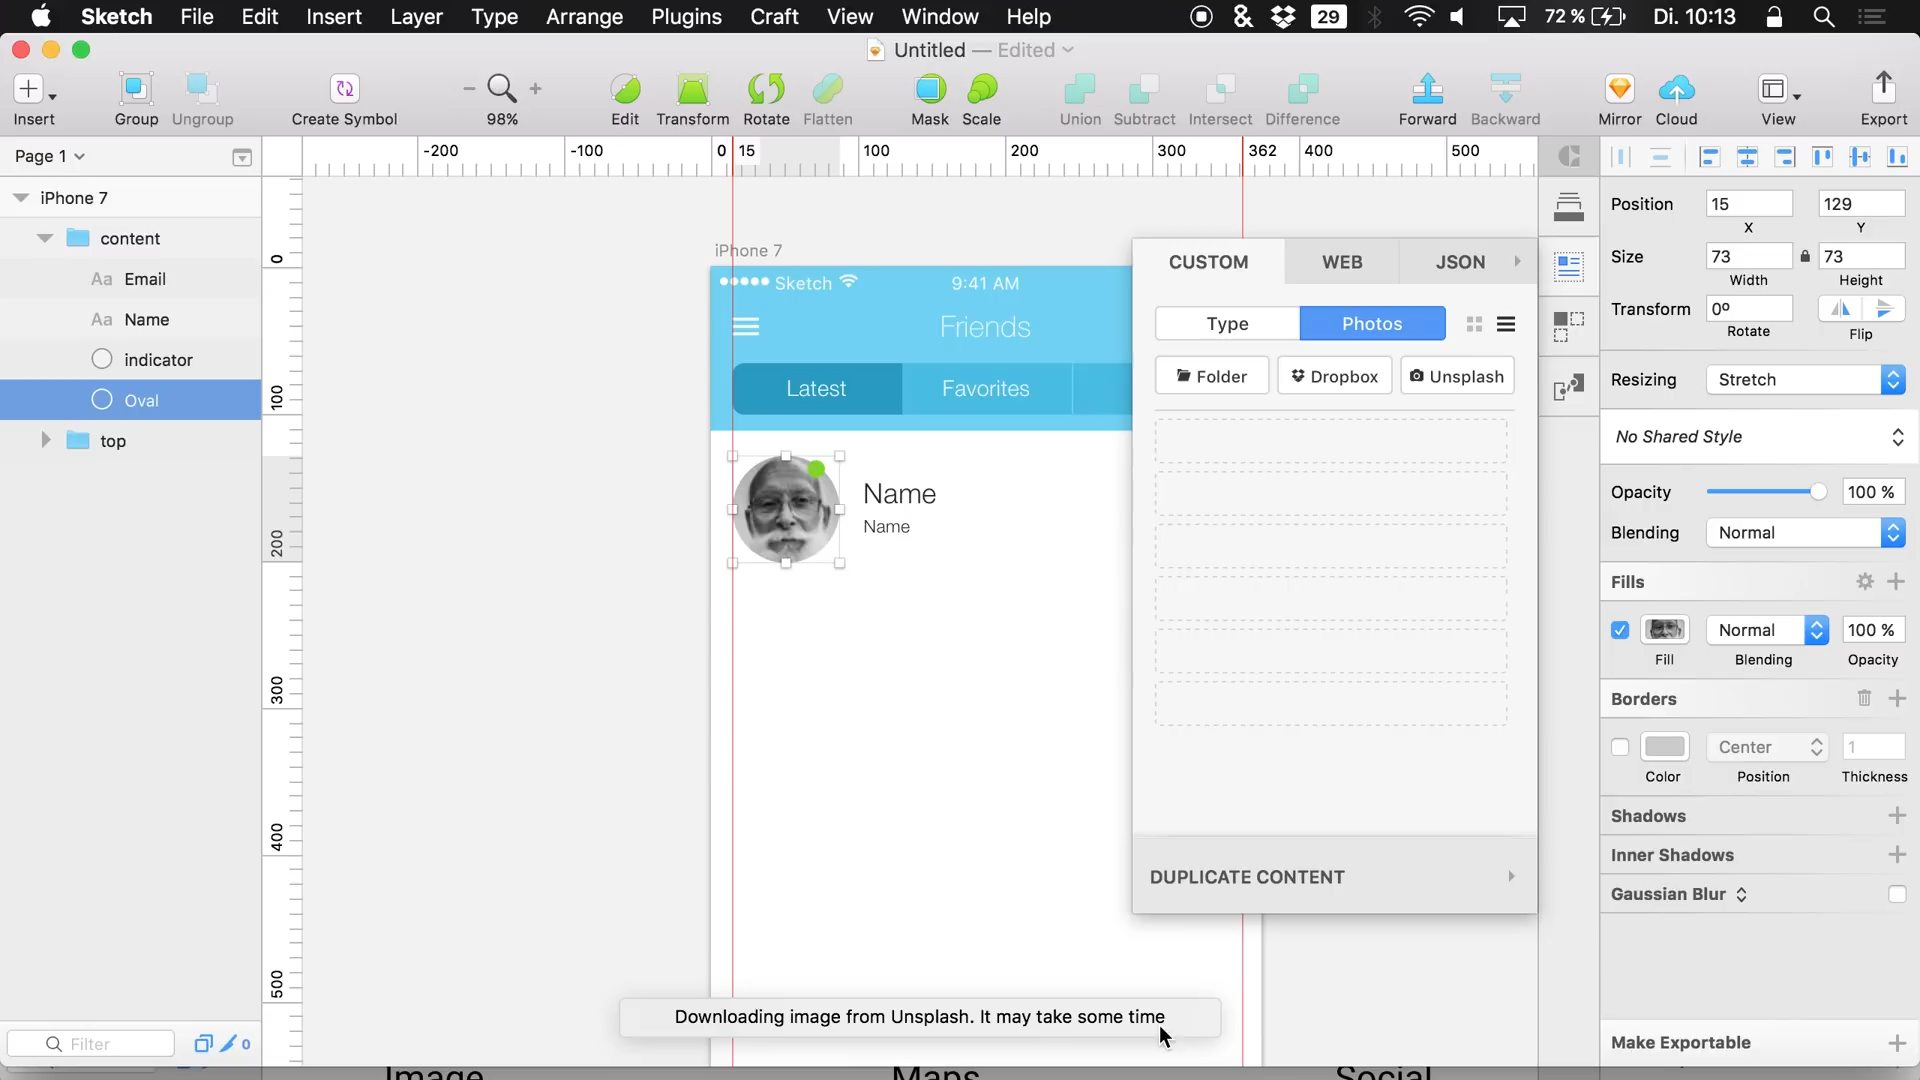 Sketch File Edit Insert Layer Type Arrange Plugins Craft View Window Help 29 72 % Di. 10:13
Untitled — Edited
Insert Group Ungroup Create Symbol 98% Edit Transform Rotate Flatten Mask Scale Union Subtract Intersect Difference Forward Backward Mirror Cloud View Export
Page 1
-200 -100 0 15 100 200 300 362 400 500
iPhone 7
content
Aa Email
Aa Name
indicator
Oval
top
Filter
0
0
100
200
300
400
500
iPhone 7
Sketch 9:41 AM
Friends
Latest Favorites
Name
Name
CUSTOM WEB JSON
Type Photos
Folder Dropbox Unsplash
DUPLICATE CONTENT
Downloading image from Unsplash. It may take some time
Position 15 129
X Y
Size 73 73
Width Height
Transform 0º
Rotate Flip
Resizing Stretch
No Shared Style
Opacity 100 %
Blending Normal
Fills
Normal 100 %
Fill Blending Opacity
Borders
Center 1
Color Position Thickness
Shadows
Inner Shadows
Gaussian Blur
Make Exportable
Image Maps Social